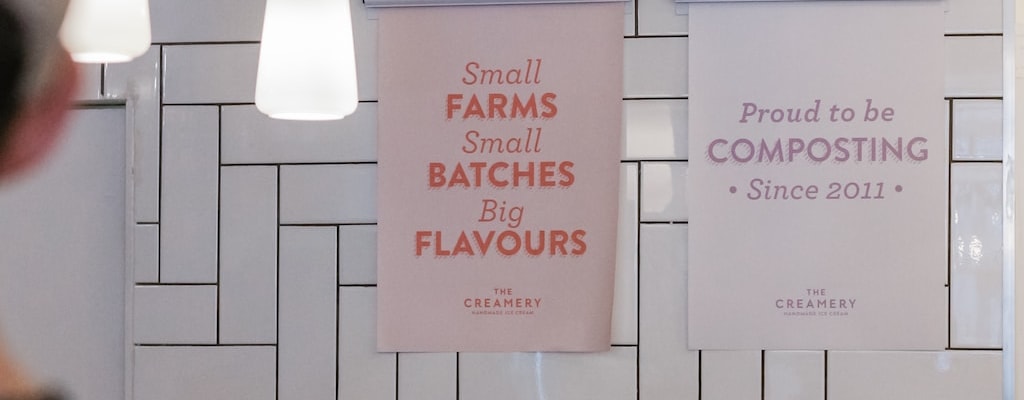 Small
FARMS
Small
BATCHES
Big
FLAVOURS
THE
CREAMERY
HANDMADE ICE CREAM
Proud to be
COMPOSTING
• Since 2011 •
THE
CREAMERY
HANDMADE ICE CREAM